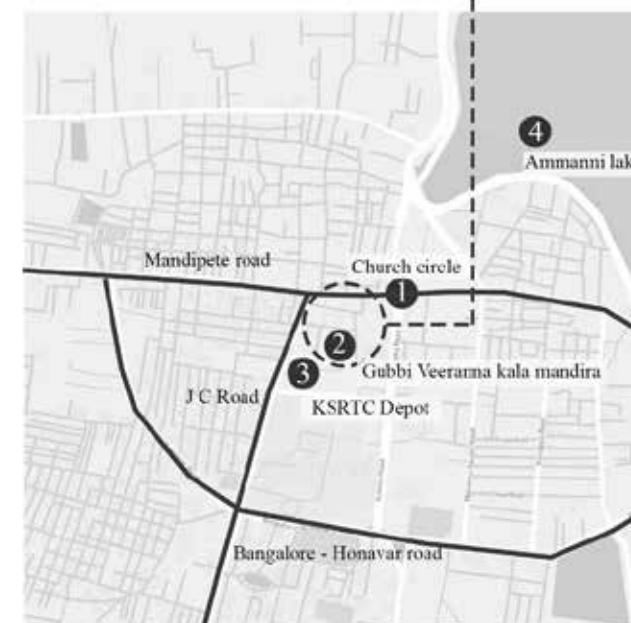 4
Ammanni lak
Mandipete road
Church circle
1
2
3
Gubbi Veeranna kala mandira
J C Road
KSRTC Depot
Bangalore - Honavar road